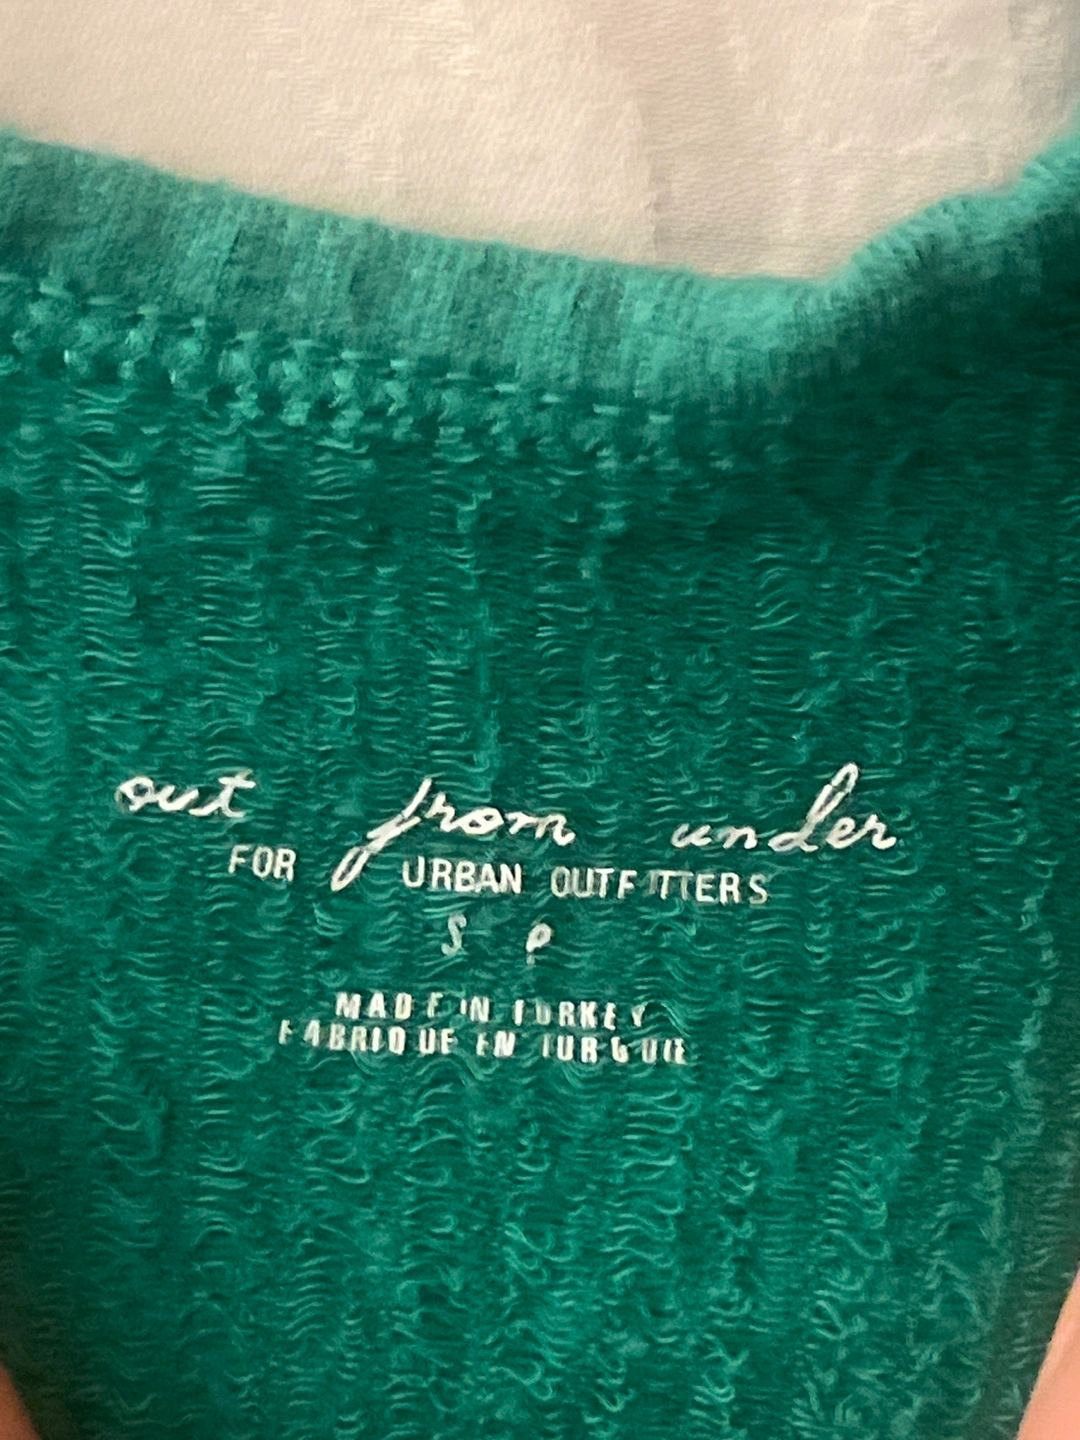 out from under
FOR URBAN OUTFITTERS
S P
MADE IN TURKEY
FABRIQUE EN TURQUIE